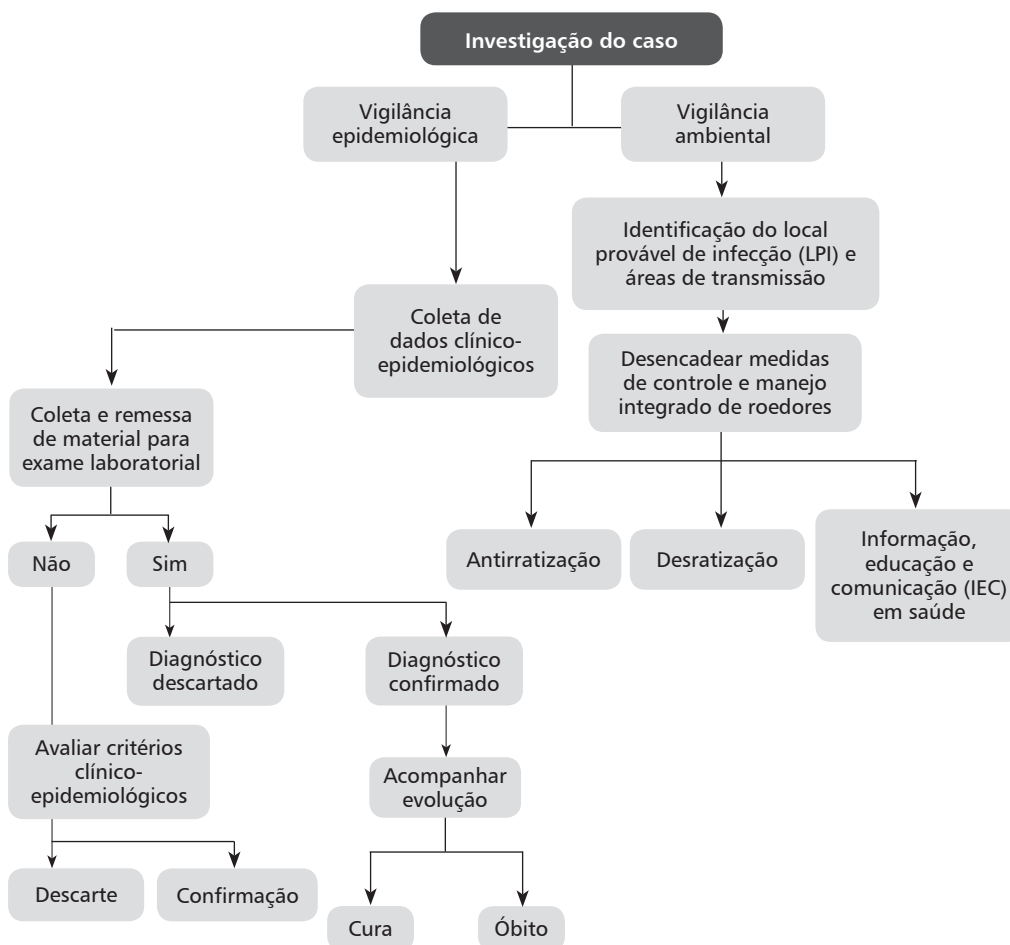 Investigação do caso
Vigilância
epidemiológica
Vigilância
ambiental
Identificação do local
provável de infecção (LPI) e
áreas de transmissão
Coleta de
dados clínico-
epidemiológicos
Desencadear medidas
de controle e manejo
integrado de roedores
Coleta e remessa
de material para
exame laboratorial
Antirratização
Desratização
Informação,
educação e
comunicação (IEC)
em saúde
Não
Sim
Diagnóstico
descartado
Diagnóstico
confirmado
Avaliar critérios
clínico-
epidemiológicos
Acompanhar
evolução
Descarte
Confirmação
Cura
Óbito